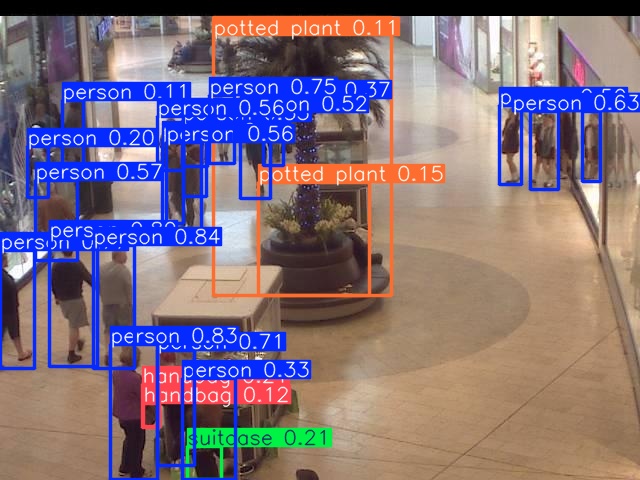 potted plant 0.11
person 0.75
0.37
person 0.11
person 0.56
0.52
person 0.63
person 0.20
person 0.56
person 0.57
potted plant 0.15
person 0.84
person 0.83
0.71
person 0.33
handbag 0.12
suitcase 0.21